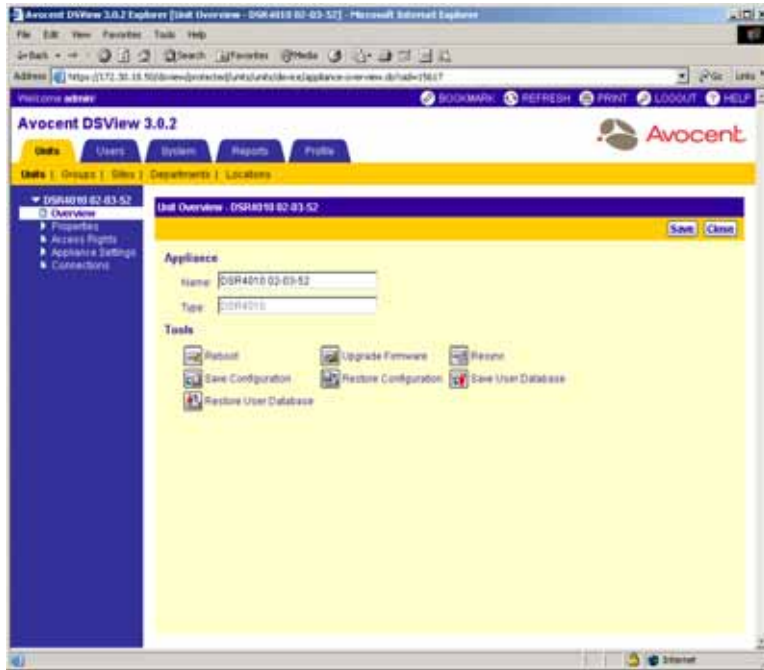 Avocent DSView 3.0.2 Explorer [Unit Overview - DSR4010 02-03-52] - Microsoft Internet Explorer
File Edit View Favorites Tools Help
Back Search Favorites Media
Address Go Links
Welcome admin BOOKMARK REFRESH PRINT LOGOUT HELP
Avocent DSView 3.0.2
Avocent
Units Users System Reports Profile
Units | Groups | Sites | Departments | Locations
DSR4010 02-03-52
Overview
Properties
Access Rights
Appliance Settings
Connections
Unit Overview - DSR4010 02-03-52
Save Close
Appliance
Name: DSR4010 02-03-52
Type: DSR4010
Tools
Reboot Upgrade Firmware Resync
Save Configuration Restore Configuration Save User Database
Restore User Database
Internet